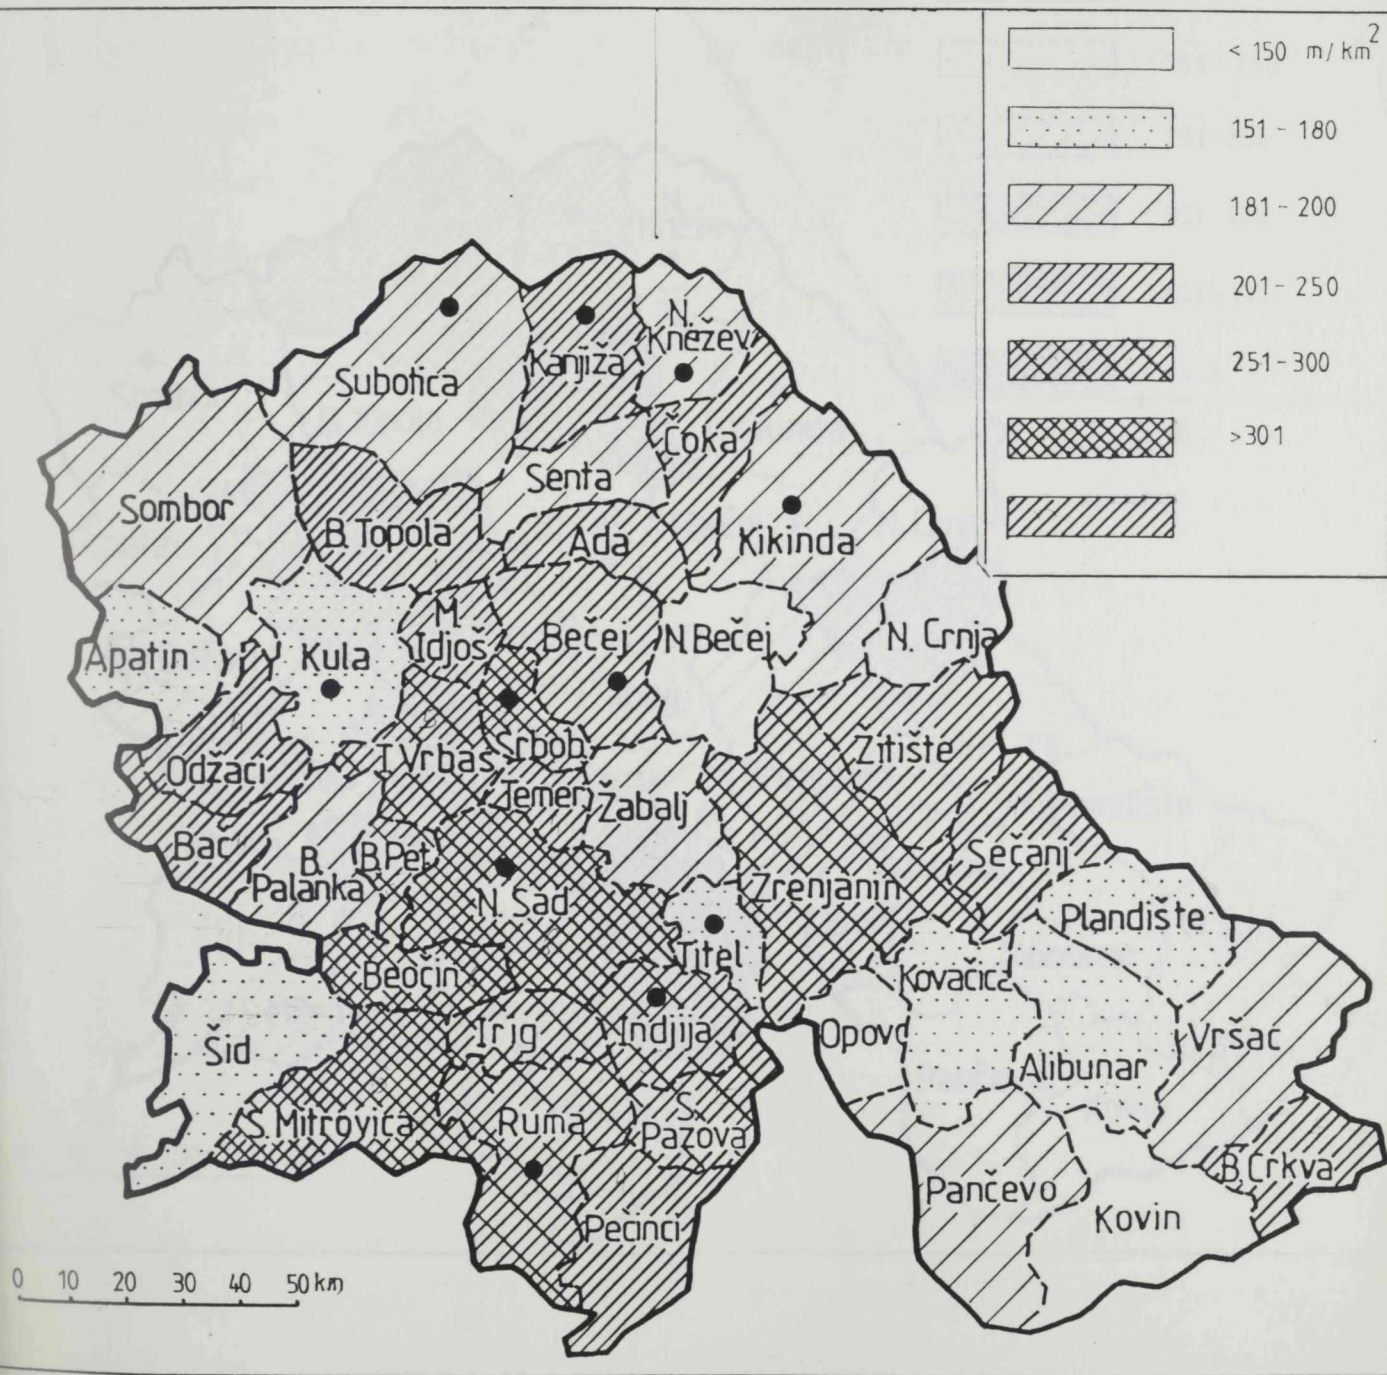 < 150 m/km2
151 - 180
181 - 200
201 - 250
251 - 300
>301
N.
Knežev
Kanjiža
Subotica
Čoka
Senta
Sombor
B. Topola
Ada
Kikinda
M.
Idjoš
Bečej
N. Bečej
N. Crnja
Apatin
Kula
Odžaci
T. Vrbas
Srbob.
Žitište
Temer
Žabalj
Bač
B.
Palanka
B.Pet.
N. Sad
Zrenjanin
Sečanj
Plandište
Titel
Beočin
Kovačica
Šid
Irig
Indjija
Opovo
Alibunar
Vršac
S. Mitrovica
Ruma
S.
Pazova
B. Crkva
Pančevo
Kovin
Pećinci
0 10 20 30 40 50 km